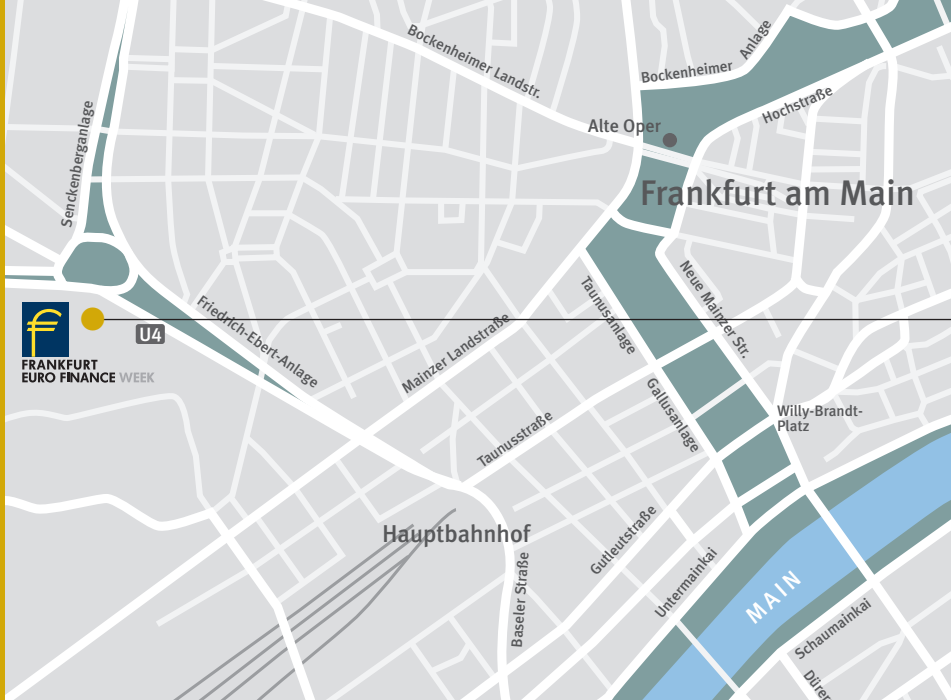 Bockenheimer Landstr.
Bockenheimer
Anlage
Hochstraße
Senckenberganlage
Alte Oper
Frankfurt am Main
Neue Mainzer Str.
Taunusanlage
Friedrich-Ebert-Anlage
U4
FRANKFURT
EURO FINANCE WEEK
Mainzer Landstraße
Gallusanlage
Taunusstraße
Willy-Brandt-
Platz
Hauptbahnhof
Gutleutstraße
Untermainkai
Baseler Straße
MAIN
Schaumainkai
Dürer